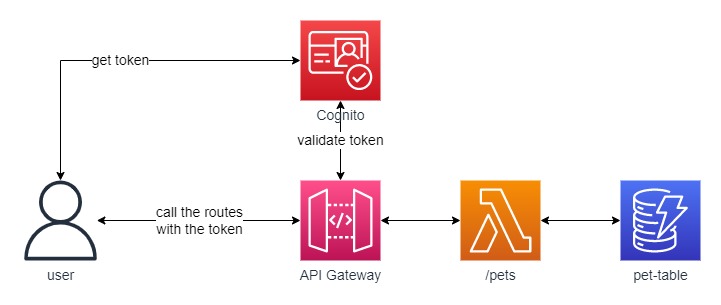 get token
Cognito
validate token
call the routes
with the token
user
API Gateway
/pets
pet-table